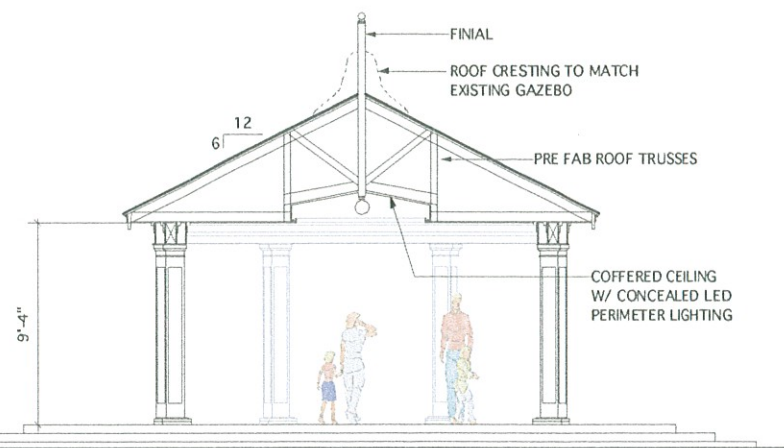 FINIAL
ROOF CRESTING TO MATCH
EXISTING GAZEBO
12
6
PRE FAB ROOF TRUSSES
COFFERED CEILING
W/ CONCEALED LED
PERIMETER LIGHTING
9'-4"